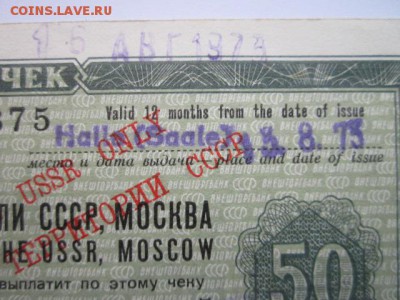 COINS.LAVE.RU
АВГ 1973
ЧЕК
375 Valid 12 months from the date of issue
Halle (Saale) 13. 8. 73
место и дата выдачи – place and date of issue
USSR ONLY
ТЕРРИТОРИИ СССР
ЛИ СССР, МОСКВА
HE USSR, MOSCOW
выплатит по этому чеку
50
ВНЕШТОРГБАНК